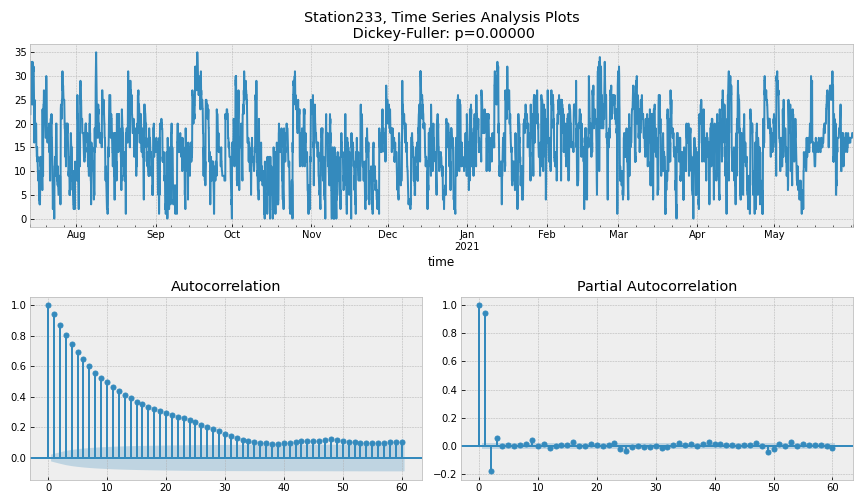 Station233, Time Series Analysis Plots
Dickey-Fuller: p=0.00000
35
30
25
20
15
10
5
0
Aug Sep Oct Nov Dec Jan Feb Mar Apr May
2021
time
Autocorrelation
1.0
0.8
0.6
0.4
0.2
0.0
0 10 20 30 40 50 60
Partial Autocorrelation
1.0
0.8
0.6
0.4
0.2
0.0
−0.2
0 10 20 30 40 50 60